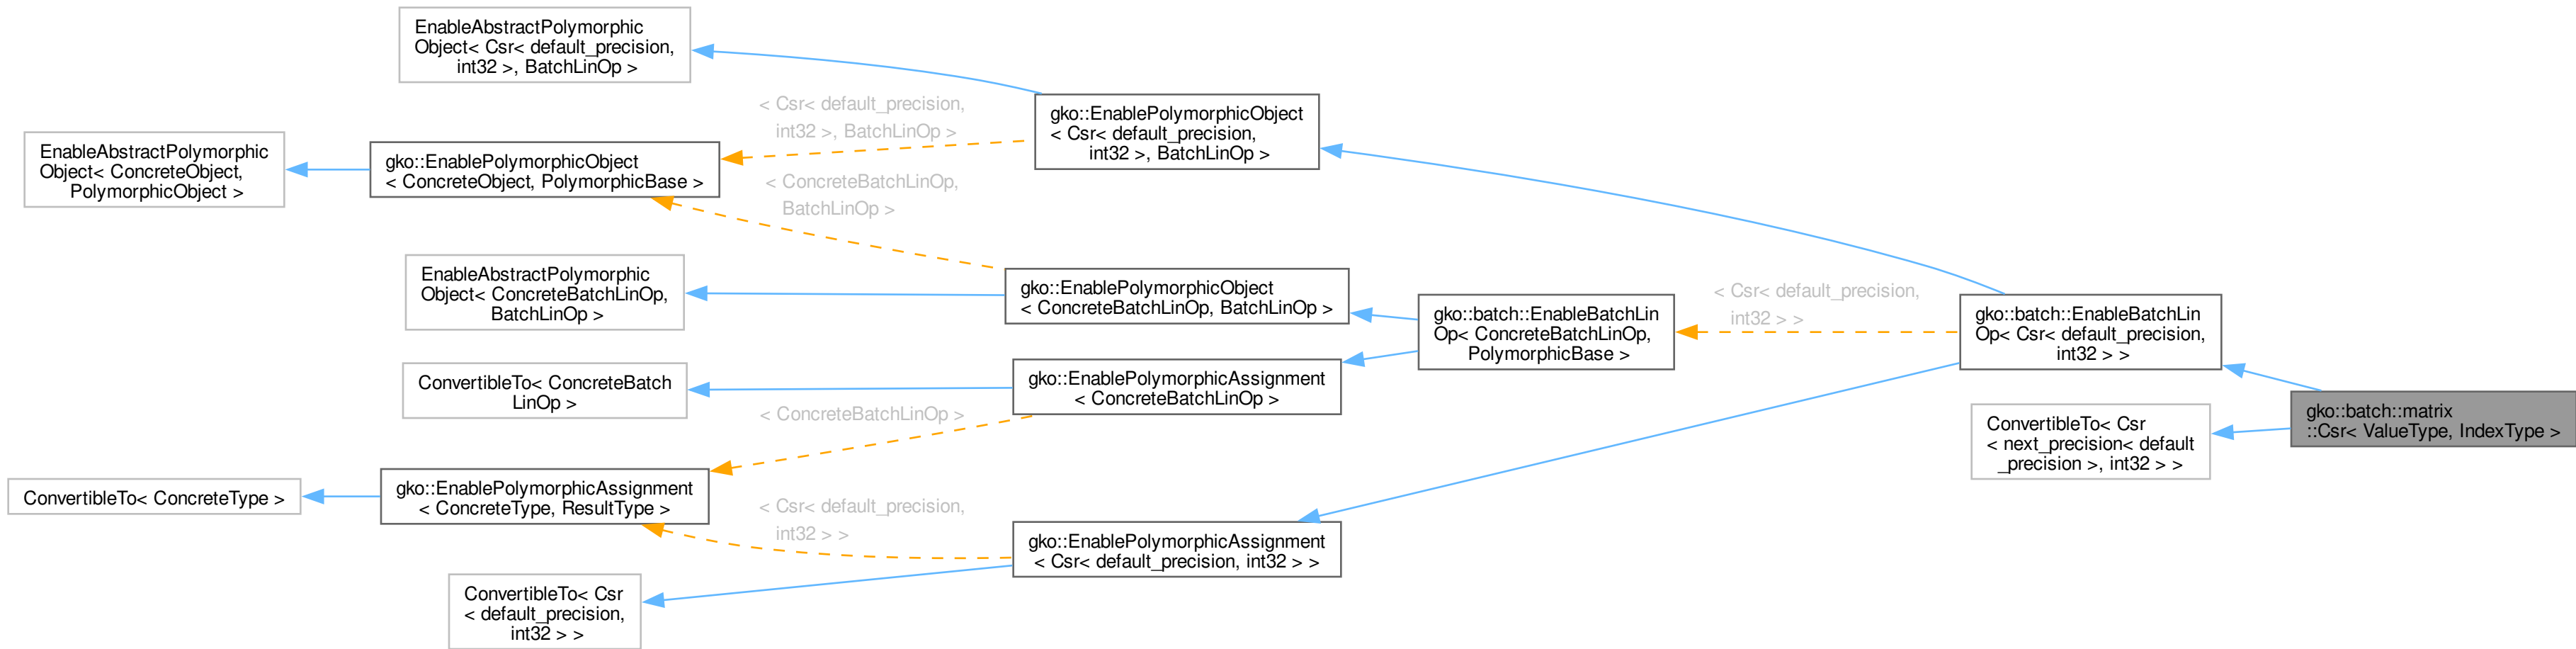 EnableAbstractPolymorphic
Object< Csr< default_precision,
int32 >, BatchLinOp >
< Csr< default_precision,
int32 >, BatchLinOp >
gko::EnablePolymorphicObject
< Csr< default_precision,
int32 >, BatchLinOp >
EnableAbstractPolymorphic
Object< ConcreteObject,
PolymorphicObject >
gko::EnablePolymorphicObject
< ConcreteObject, PolymorphicBase >
< ConcreteBatchLinOp,
BatchLinOp >
EnableAbstractPolymorphic
Object< ConcreteBatchLinOp,
BatchLinOp >
gko::EnablePolymorphicObject
< ConcreteBatchLinOp, BatchLinOp >
gko::batch::EnableBatchLin
Op< ConcreteBatchLinOp,
PolymorphicBase >
< Csr< default_precision,
int32 > >
gko::batch::EnableBatchLin
Op< Csr< default_precision,
int32 > >
ConvertibleTo< ConcreteBatch
LinOp >
gko::EnablePolymorphicAssignment
< ConcreteBatchLinOp >
< ConcreteBatchLinOp >
gko::batch::matrix
::Csr< ValueType, IndexType >
ConvertibleTo< Csr
< next_precision< default
_precision >, int32 > >
ConvertibleTo< ConcreteType >
gko::EnablePolymorphicAssignment
< ConcreteType, ResultType >
< Csr< default_precision,
int32 > >
gko::EnablePolymorphicAssignment
< Csr< default_precision, int32 > >
ConvertibleTo< Csr
< default_precision,
int32 > >